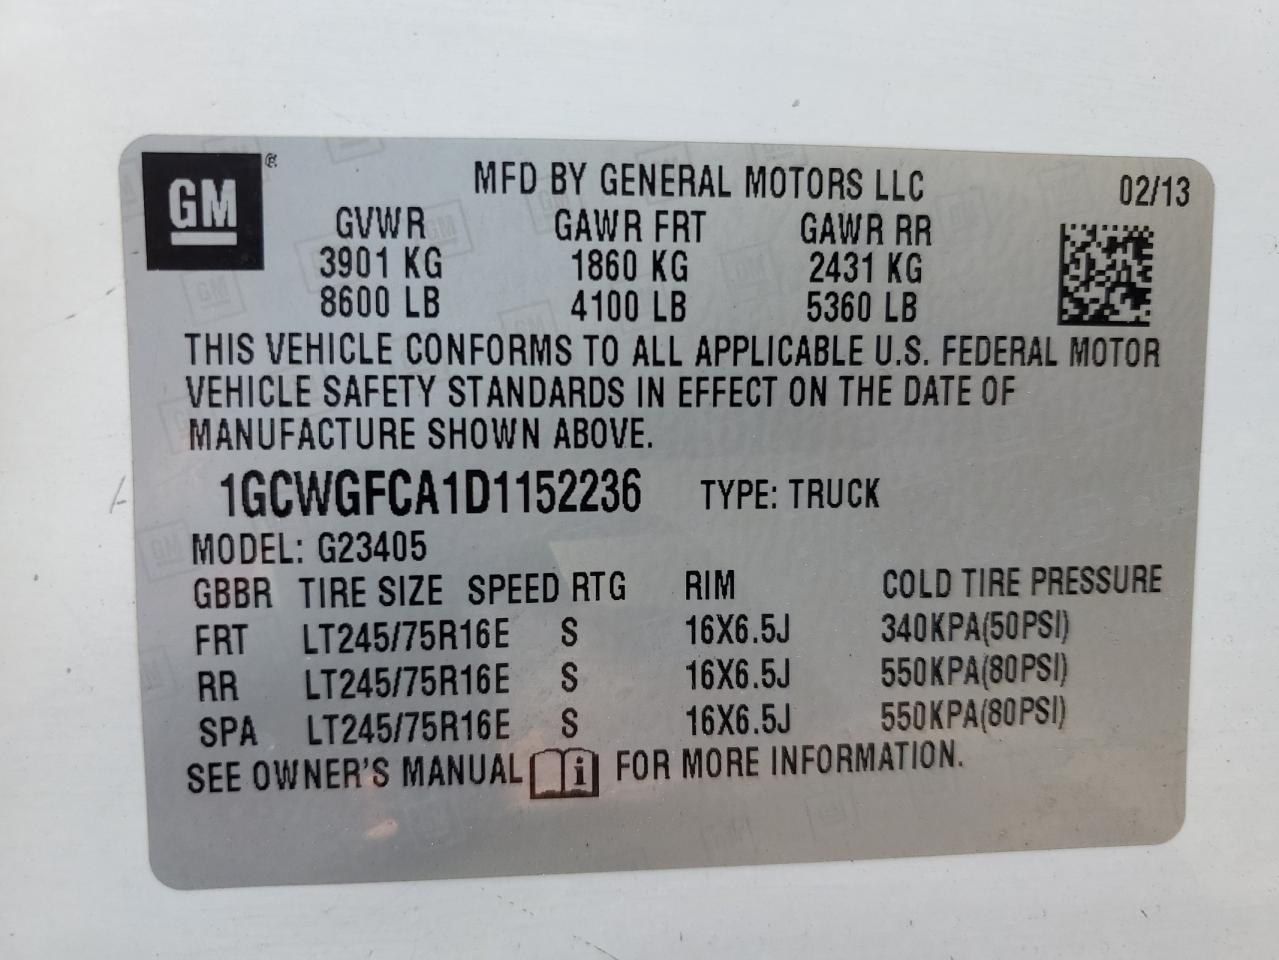 GM
MFD BY GENERAL MOTORS LLC 02/13
GVWR GAWR FRT GAWR RR
3901 KG 1860 KG 2431 KG
8600 LB 4100 LB 5360 LB
THIS VEHICLE CONFORMS TO ALL APPLICABLE U.S. FEDERAL MOTOR
VEHICLE SAFETY STANDARDS IN EFFECT ON THE DATE OF
MANUFACTURE SHOWN ABOVE.
1GCWGFCA1D1152236 TYPE: TRUCK
MODEL: G23405
GBBR TIRE SIZE SPEED RTG RIM COLD TIRE PRESSURE
FRT LT245/75R16E S 16X6.5J 340KPA(50PSI)
RR LT245/75R16E S 16X6.5J 550KPA(80PSI)
SPA LT245/75R16E S 16X6.5J 550KPA(80PSI)
SEE OWNER'S MANUAL i FOR MORE INFORMATION.